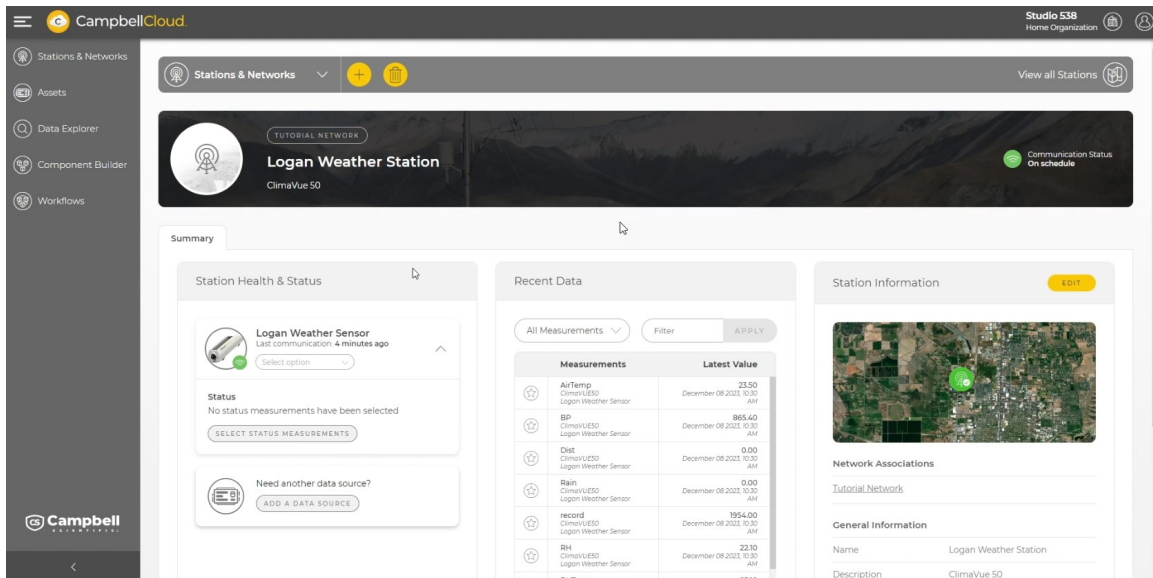 CampbellCloud.
Studio 538
Home Organization
Stations & Networks
Assets
Data Explorer
Component Builder
Workflows
Campbell
SCIENTIFIC
Stations & Networks
View all Stations
TUTORIAL NETWORK
Logan Weather Station
ClimaVue 50
Communication Status
On schedule
Summary
Station Health & Status
Logan Weather Sensor
Last communication: 4 minutes ago
Select option
Status
No status measurements have been selected
SELECT STATUS MEASUREMENTS
Need another data source?
ADD A DATA SOURCE
Recent Data
All Measurements
Filter
APPLY
Measurements Latest Value
AirTemp 23.50
ClimaVUE50 December 08 2023, 10:30
Logan Weather Sensor AM
BP 865.40
ClimaVUE50 December 08 2023, 10:30
Logan Weather Sensor AM
Dist 0.00
ClimaVUE50 December 08 2023, 10:30
Logan Weather Sensor AM
Rain 0.00
ClimaVUE50 December 08 2023, 10:30
Logan Weather Sensor AM
record 1954.00
ClimaVUE50 December 08 2023, 10:30
Logan Weather Sensor AM
RH 22.10
ClimaVUE50 December 08 2023, 10:30
Logan Weather Sensor AM
Station Information
EDIT
Network Associations
Tutorial Network
General Information
Name Logan Weather Station
Description ClimaVue 50